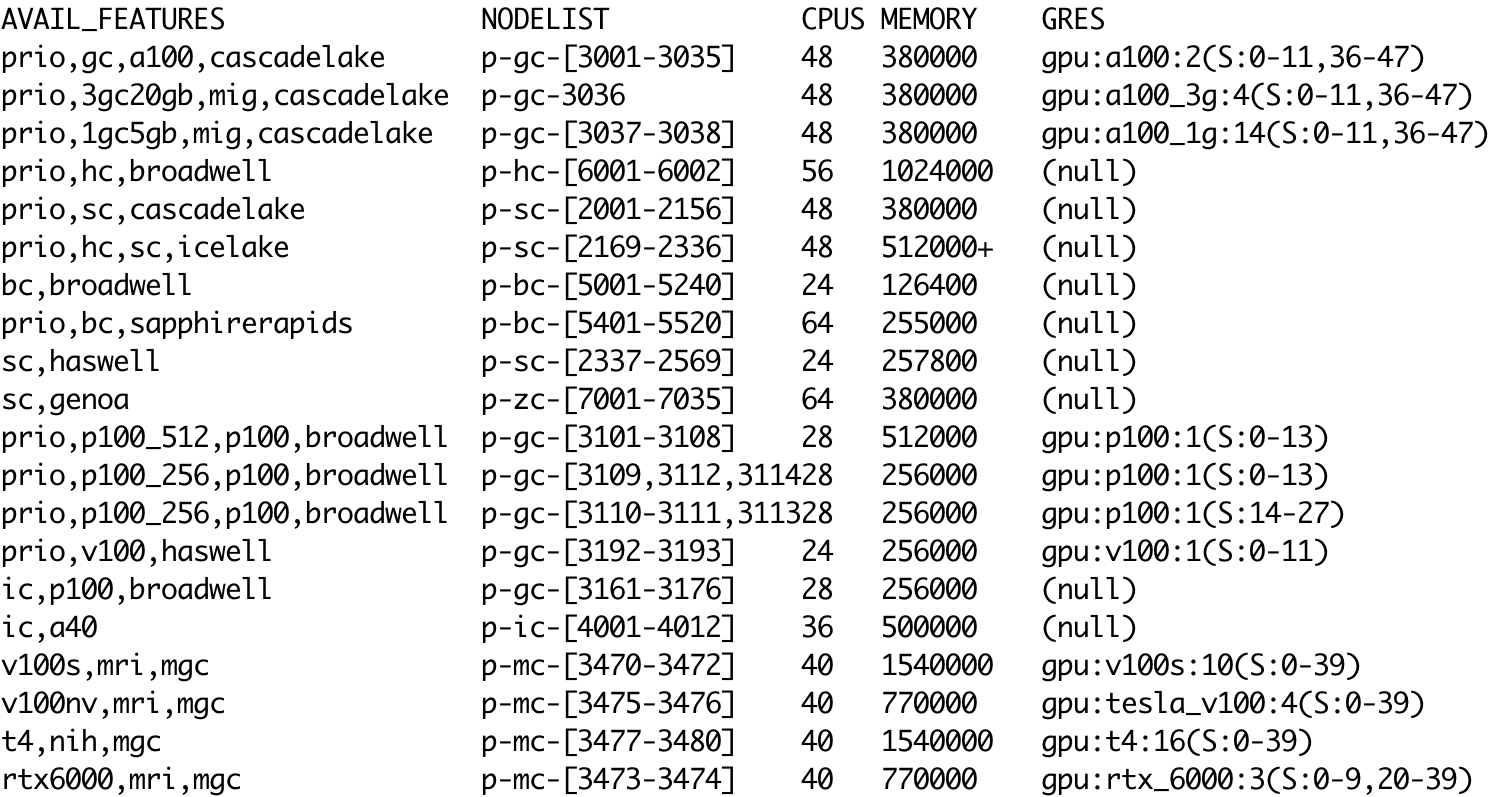 AVAIL_FEATURES NODELIST CPUS MEMORY GRES
prio,gc,a100,cascadelake p-gc-[3001-3035] 48 380000 gpu:a100:2(S:0-11,36-47)
prio,3gc20gb,mig,cascadelake p-gc-3036 48 380000 gpu:a100_3g:4(S:0-11,36-47)
prio,1gc5gb,mig,cascadelake p-gc-[3037-3038] 48 380000 gpu:a100_1g:14(S:0-11,36-47)
prio,hc,broadwell p-hc-[6001-6002] 56 1024000 (null)
prio,sc,cascadelake p-sc-[2001-2156] 48 380000 (null)
prio,hc,sc,icelake p-sc-[2169-2336] 48 512000+ (null)
bc,broadwell p-bc-[5001-5240] 24 126400 (null)
prio,bc,sapphirerapids p-bc-[5401-5520] 64 255000 (null)
sc,haswell p-sc-[2337-2569] 24 257800 (null)
sc,genoa p-zc-[7001-7035] 64 380000 (null)
prio,p100_512,p100,broadwell p-gc-[3101-3108] 28 512000 gpu:p100:1(S:0-13)
prio,p100_256,p100,broadwell p-gc-[3109,3112,311428 256000 gpu:p100:1(S:0-13)
prio,p100_256,p100,broadwell p-gc-[3110-3111,311328 256000 gpu:p100:1(S:14-27)
prio,v100,haswell p-gc-[3192-3193] 24 256000 gpu:v100:1(S:0-11)
ic,p100,broadwell p-gc-[3161-3176] 28 256000 (null)
ic,a40 p-ic-[4001-4012] 36 500000 (null)
v100s,mri,mgc p-mc-[3470-3472] 40 1540000 gpu:v100s:10(S:0-39)
v100nv,mri,mgc p-mc-[3475-3476] 40 770000 gpu:tesla_v100:4(S:0-39)
t4,nih,mgc p-mc-[3477-3480] 40 1540000 gpu:t4:16(S:0-39)
rtx6000,mri,mgc p-mc-[3473-3474] 40 770000 gpu:rtx_6000:3(S:0-9,20-39)